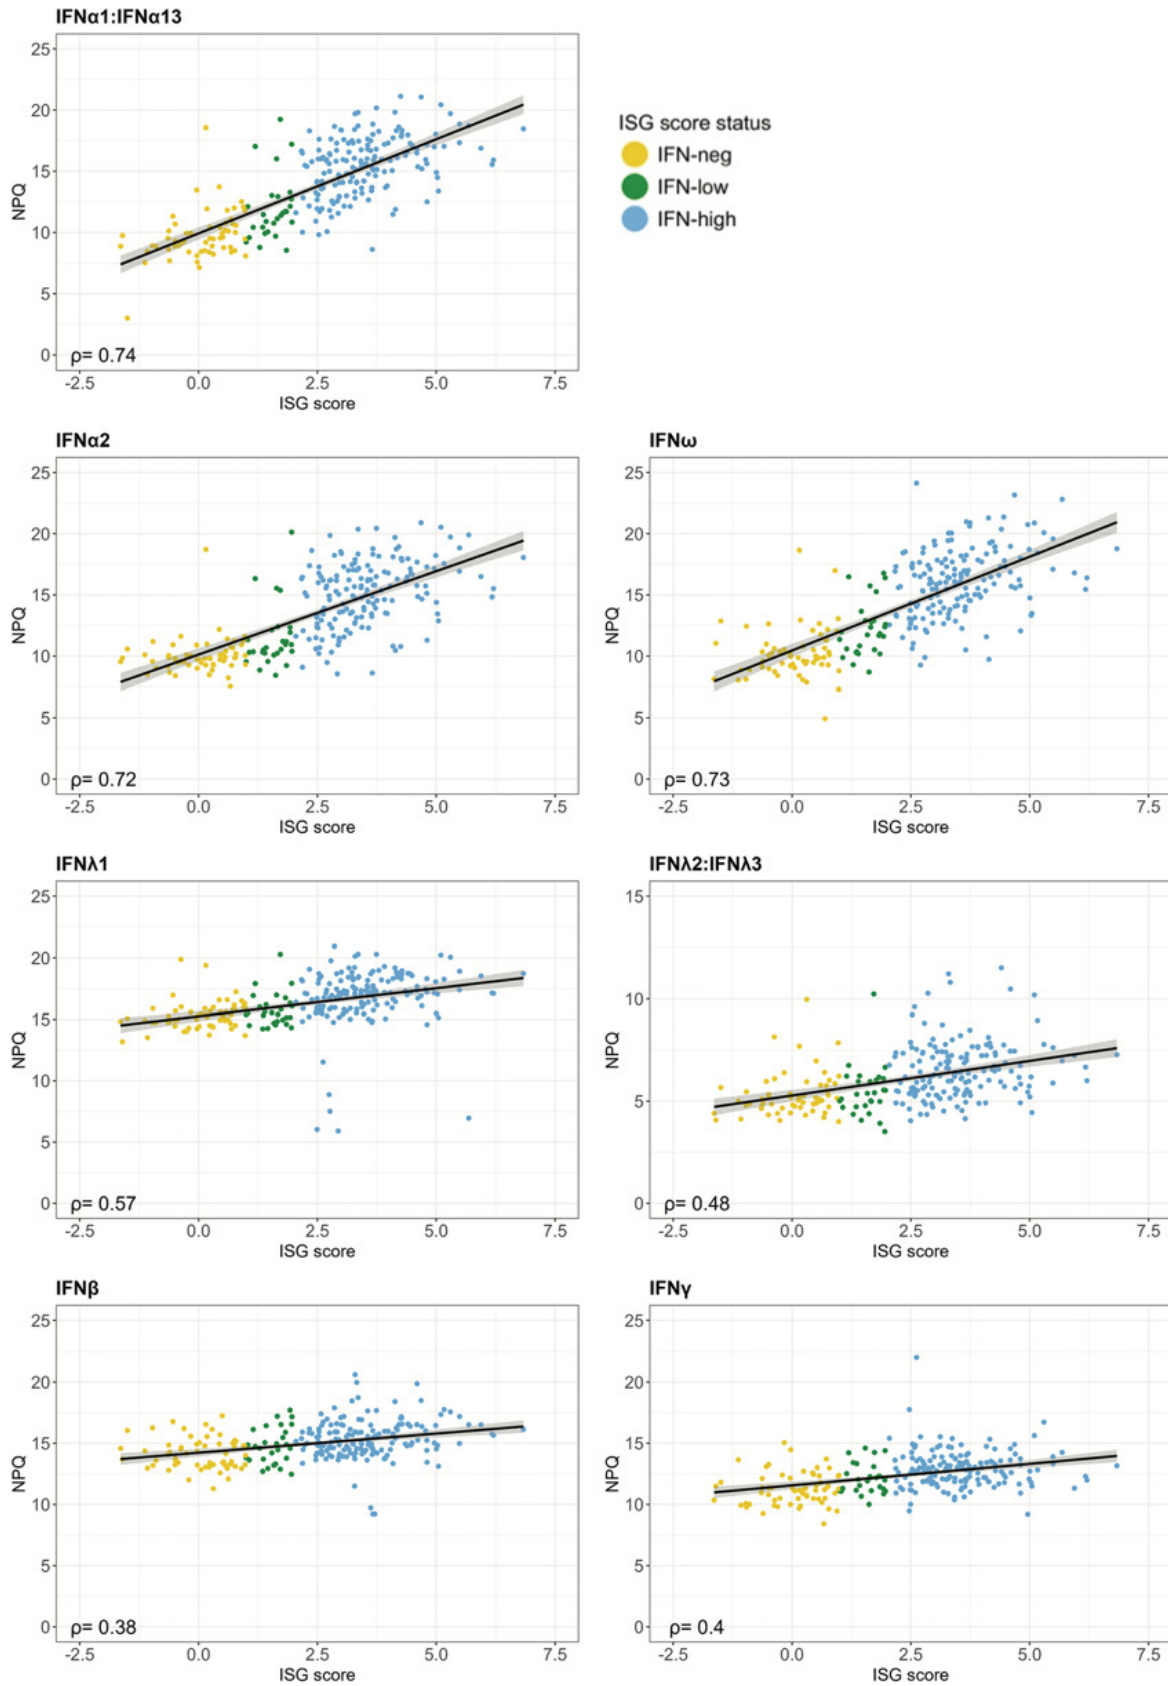 IFNα1:IFNα13
25
20
15
10
5
0
NPQ
ρ= 0.74
-2.5 0.0 2.5 5.0 7.5
ISG score
ISG score status
IFN-neg
IFN-low
IFN-high
IFNα2
25
20
15
10
5
0
NPQ
ρ= 0.72
-2.5 0.0 2.5 5.0 7.5
ISG score
IFNω
25
20
15
10
5
0
NPQ
ρ= 0.73
-2.5 0.0 2.5 5.0 7.5
ISG score
IFNλ1
25
20
15
10
5
0
NPQ
ρ= 0.57
-2.5 0.0 2.5 5.0 7.5
ISG score
IFNλ2:IFNλ3
15
10
5
0
NPQ
ρ= 0.48
-2.5 0.0 2.5 5.0 7.5
ISG score
IFNβ
25
20
15
10
5
0
NPQ
ρ= 0.38
-2.5 0.0 2.5 5.0 7.5
ISG score
IFNγ
25
20
15
10
5
0
NPQ
ρ= 0.4
-2.5 0.0 2.5 5.0 7.5
ISG score